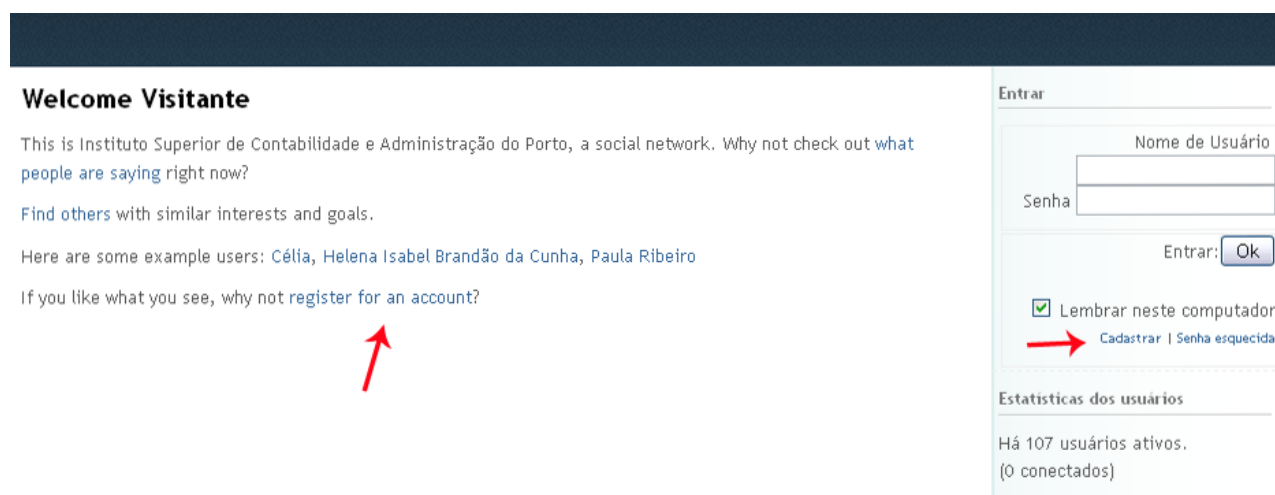 Welcome Visitante
This is Instituto Superior de Contabilidade e Administração do Porto, a social network. Why not check out what
people are saying right now?
Find others with similar interests and goals.
Here are some example users: Célia, Helena Isabel Brandão da Cunha, Paula Ribeiro
If you like what you see, why not register for an account?
Entrar
Nome de Usuário
Senha
Entrar: Ok
Lembrar neste computador
Cadastrar | Senha esquecida
Estatísticas dos usuários
Há 107 usuários ativos.
(0 conectados)